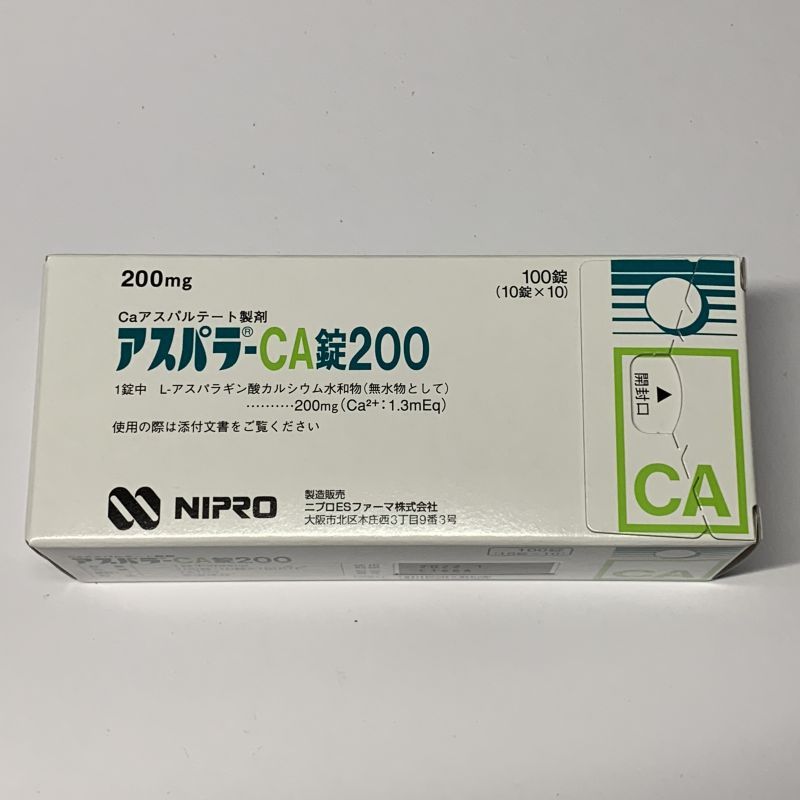 200mg
100錠
(10錠×10)
Caアスパルテート製剤
アスパラ®-CA錠200
1錠中 L-アスパラギン酸カルシウム水和物(無水物として)
..........200mg(Ca²⁺:1.3mEq)
使用の際は添付文書をご覧ください
NIPRO
製造販売
ニプロESファーマ株式会社
大阪市北区本庄西3丁目9番3号
開封口
CA
アスパラ-CA錠200
100錠
CA